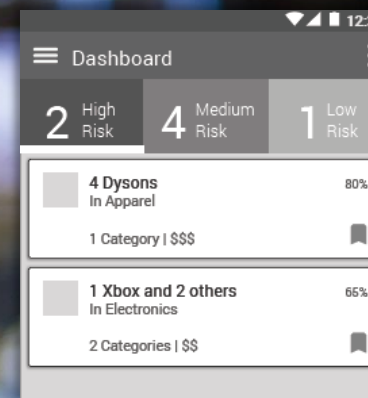 12:
Dashboard
2 High Risk
4 Medium Risk
1 Low Risk
4 Dysons
80%
In Apparel
1 Category | $$$
1 Xbox and 2 others
65%
In Electronics
2 Categories | $$